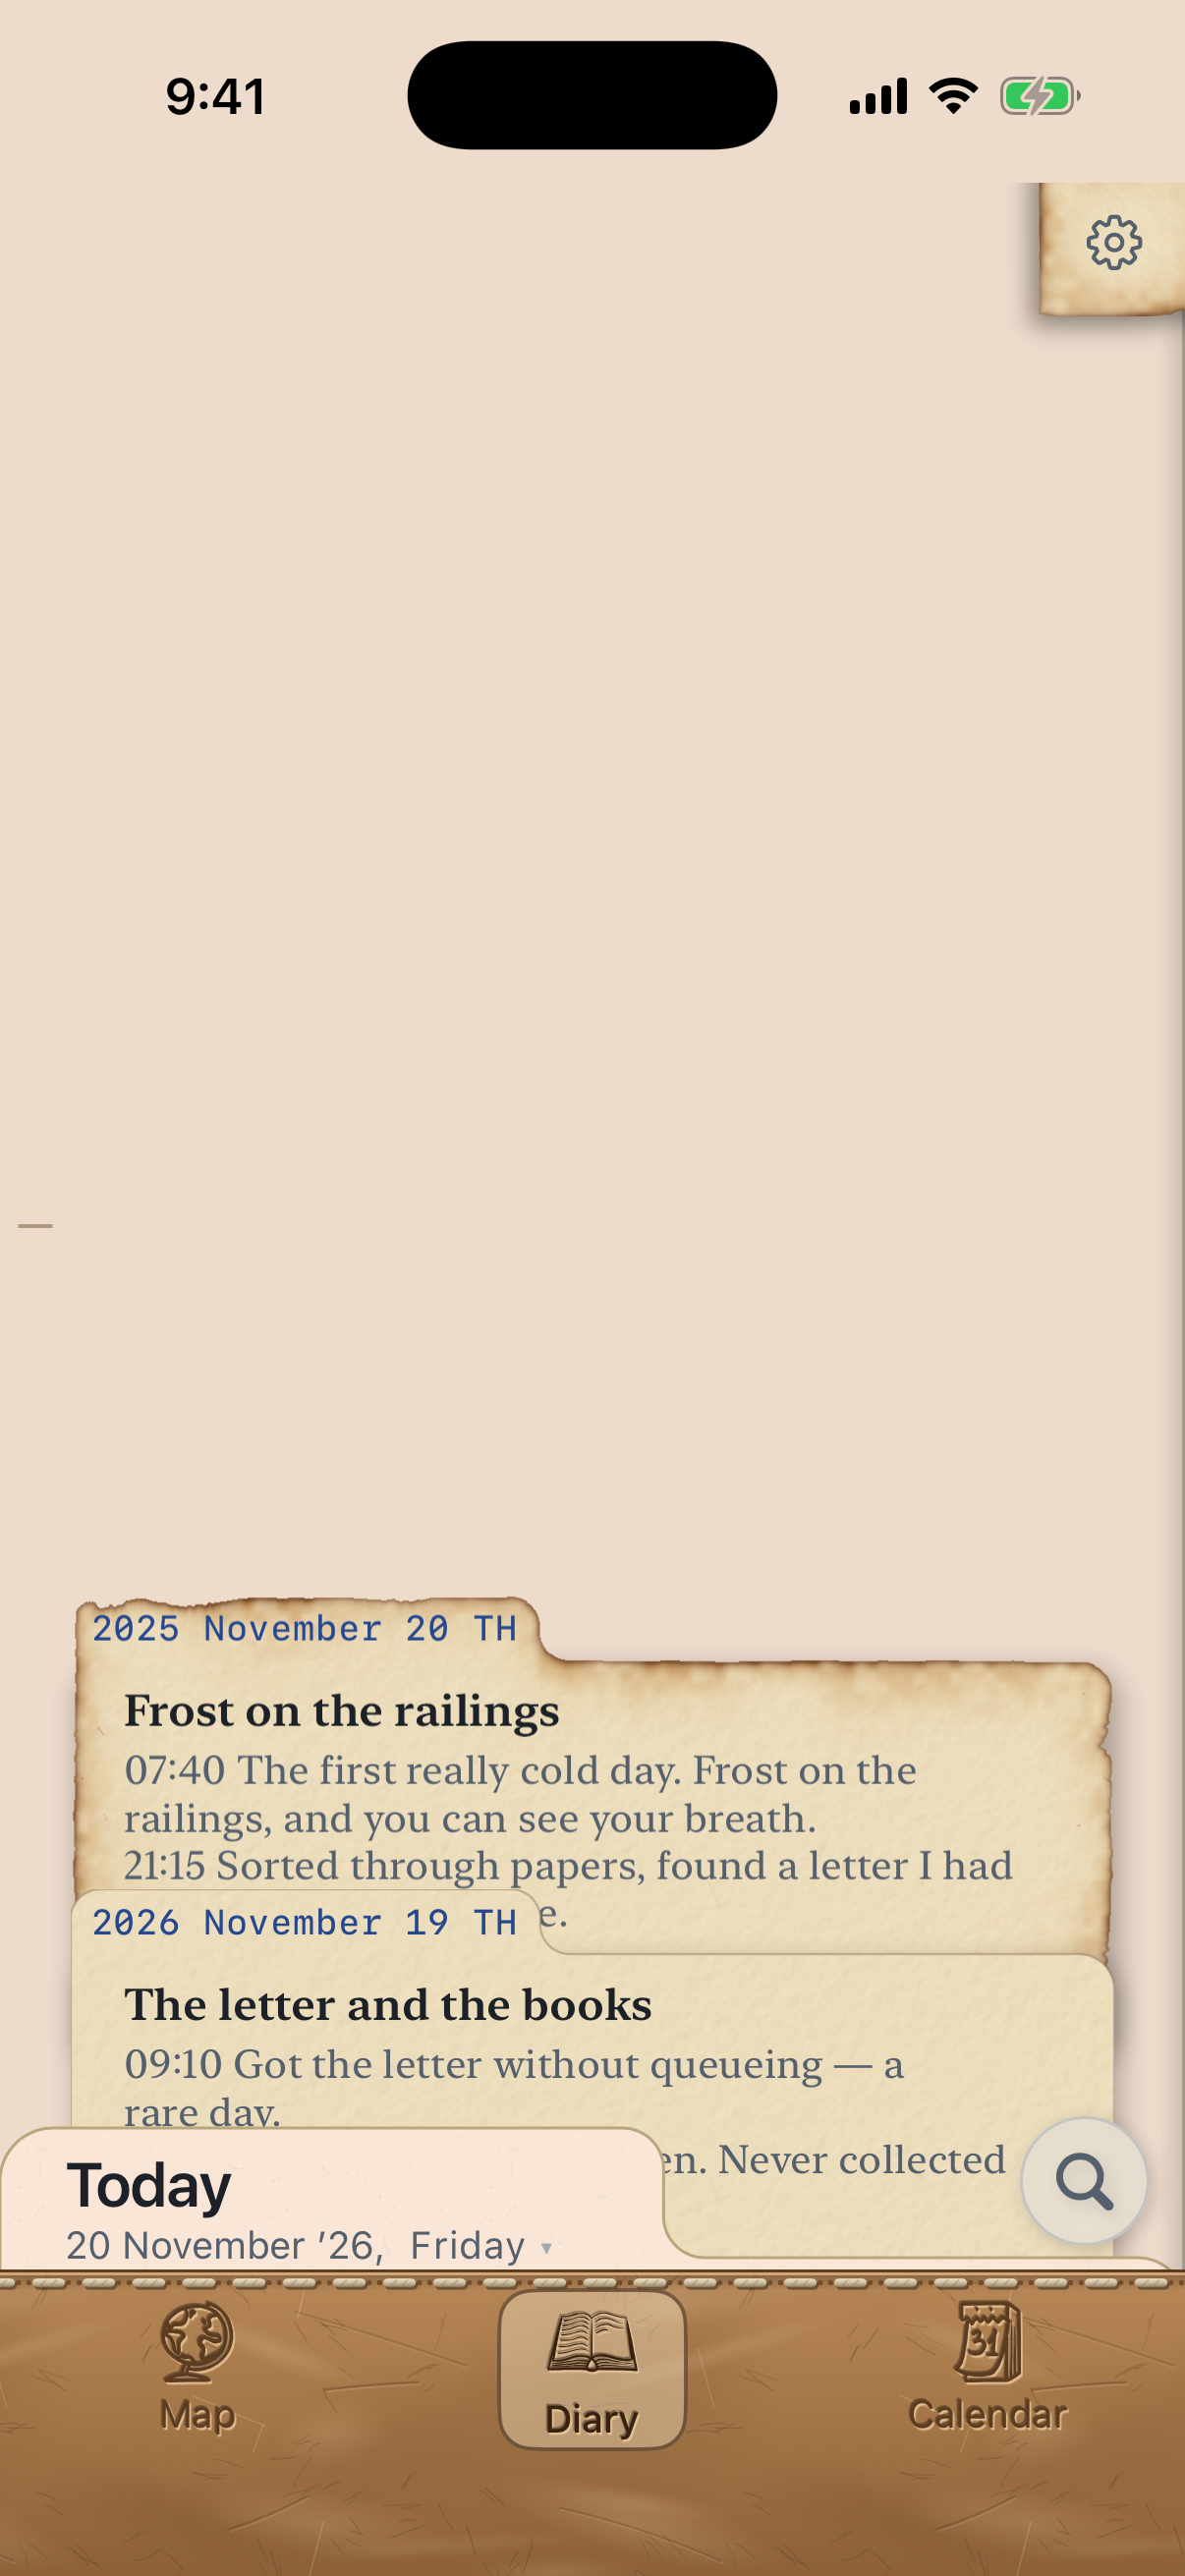 9:41
2025 November 20 TH
Frost on the railings
07:40 The first really cold day. Frost on the
railings, and you can see your breath.
21:15 Sorted through papers, found a letter I had
e.
2026 November 19 TH
The letter and the books
09:10 Got the letter without queueing — a
rare day.
en. Never collected
Today
20 November ’26, Friday
31
Map
Diary
Calendar